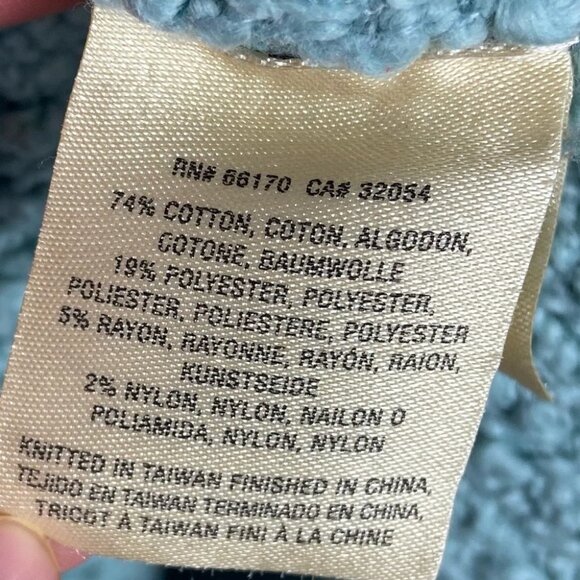 RN# 66170 CA# 32054
74% COTTON, COTON, ALGODON,
COTONE, BAUMWOLLE
19% POLYESTER, POLYESTER,
POLIESTER, POLIESTERE, POLYESTER
5% RAYON, RAYONNE, RAYÓN, RAION,
KUNSTSEIDE
2% NYLON, NYLON, NAILON O
POLIAMIDA, NYLON, NYLON
KNITTED IN TAIWAN FINISHED IN CHINA,
TEJIDO EN TAIWAN TERMINADO EN CHINA,
TRICOT À TAIWAN FINI À LA CHINE